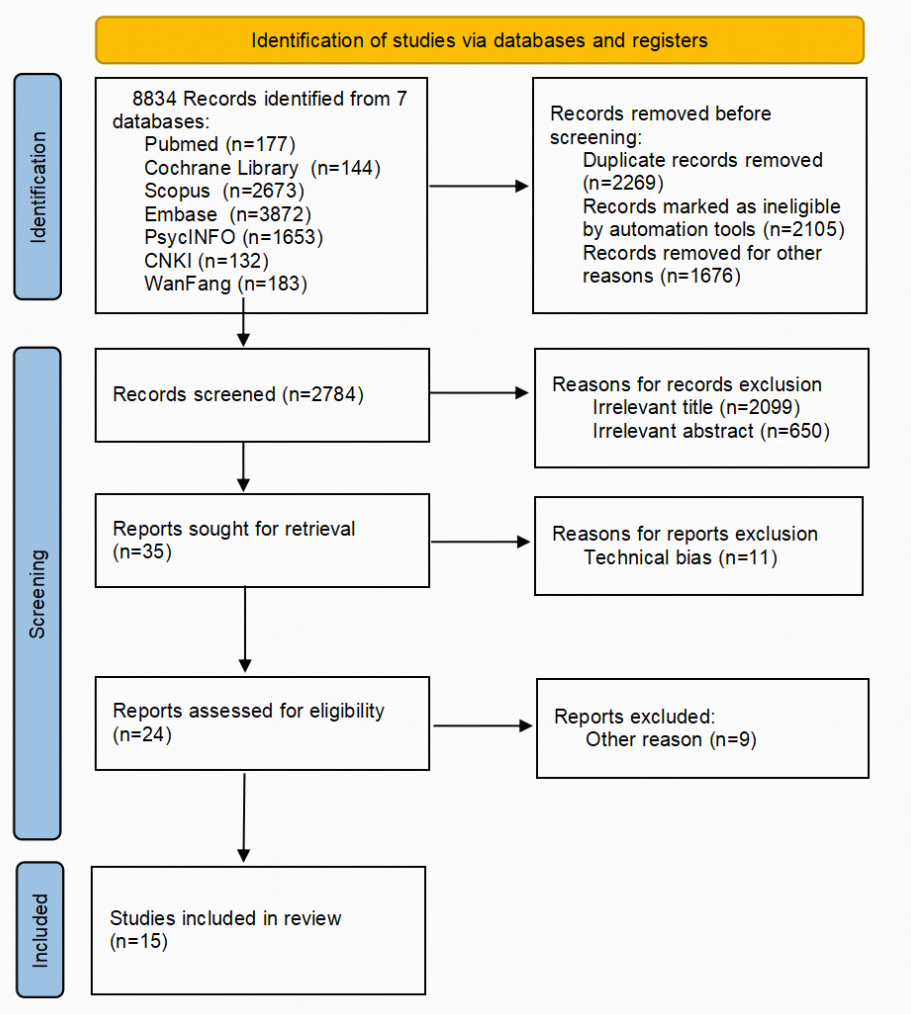 Identification of studies via databases and registers
Identification
8834 Records identified from 7
databases:
Pubmed (n=177)
Cochrane Library (n=144)
Scopus (n=2673)
Embase (n=3872)
PsycINFO (n=1653)
CNKI (n=132)
WanFang (n=183)
Records removed before
screening:
Duplicate records removed
(n=2269)
Records marked as ineligible
by automation tools (n=2105)
Records removed for other
reasons (n=1676)
Screening
Records screened (n=2784)
Reasons for records exclusion
Irrelevant title (n=2099)
Irrelevant abstract (n=650)
Reports sought for retrieval
(n=35)
Reasons for reports exclusion
Technical bias (n=11)
Reports assessed for eligibility
(n=24)
Reports excluded:
Other reason (n=9)
Included
Studies included in review
(n=15)